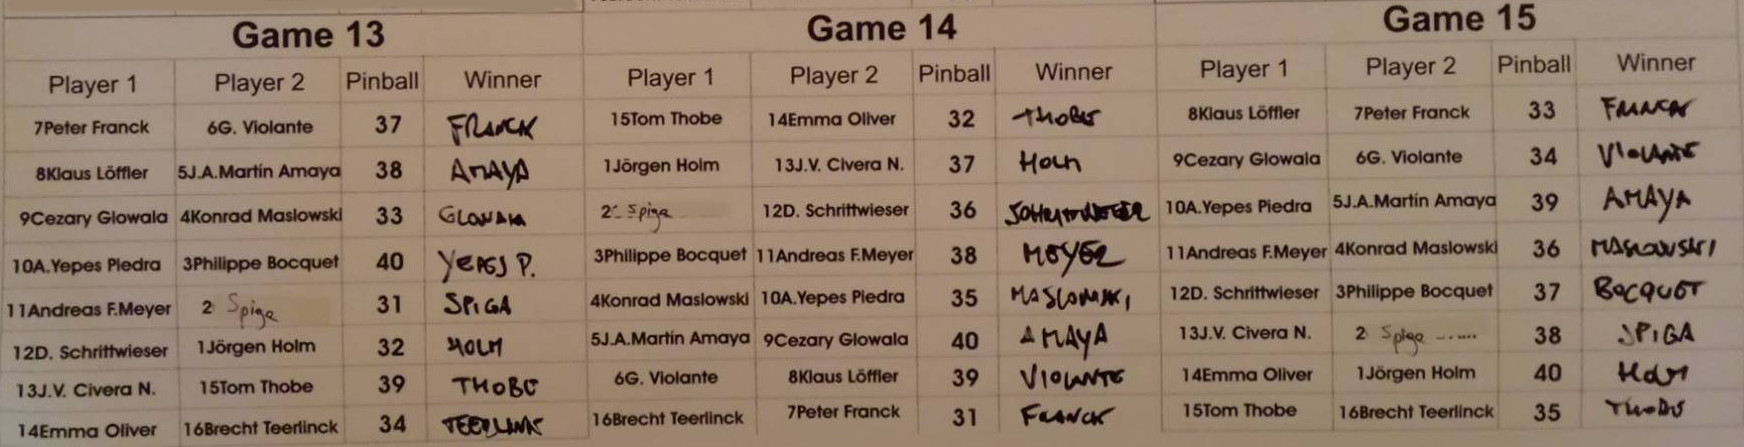 Game 13 Game 14 Game 15
Player 1 Player 2 Pinball Winner Player 1 Player 2 Pinball Winner Player 1 Player 2 Pinball Winner
7Peter Franck 6G. Violante 37 FRANCK 15Tom Thobe 14Emma Oliver 32 THOBE 8Klaus Löffler 7Peter Franck 33 FRANCK
8Klaus Löffler 5J.A.Martín Amaya 38 AMAYA 1Jörgen Holm 13J.V. Civera N. 37 HOLM 9Cezary Glowala 6G. Violante 34 VIOLANTE
9Cezary Glowala 4Konrad Maslowski 33 GLOWALA 2 Spiga 12D. Schrittwieser 36 SCHRITTWIESER 10A.Yepes Piedra 5J.A.Martín Amaya 39 AMAYA
10A.Yepes Piedra 3Philippe Bocquet 40 YEPES P. 3Philippe Bocquet 11Andreas F.Meyer 38 MEYER 11Andreas F.Meyer 4Konrad Maslowski 36 MASLOWSKI
11Andreas F.Meyer 2 Spiga 31 SPIGA 4Konrad Maslowski 10A.Yepes Piedra 35 MASLOWSKI 12D. Schrittwieser 3Philippe Bocquet 37 BOCQUET
12D. Schrittwieser 1Jörgen Holm 32 HOLM 5J.A.Martín Amaya 9Cezary Glowala 40 AMAYA 13J.V. Civera N. 2 Spiga 38 SPIGA
13J.V. Civera N. 15Tom Thobe 39 THOBE 6G. Violante 8Klaus Löffler 39 VIOLANTE 14Emma Oliver 1Jörgen Holm 40 HOLM
14Emma Oliver 16Brecht Teerlinck 34 TEERLINCK 16Brecht Teerlinck 7Peter Franck 31 FRANCK 15Tom Thobe 16Brecht Teerlinck 35 THOBE